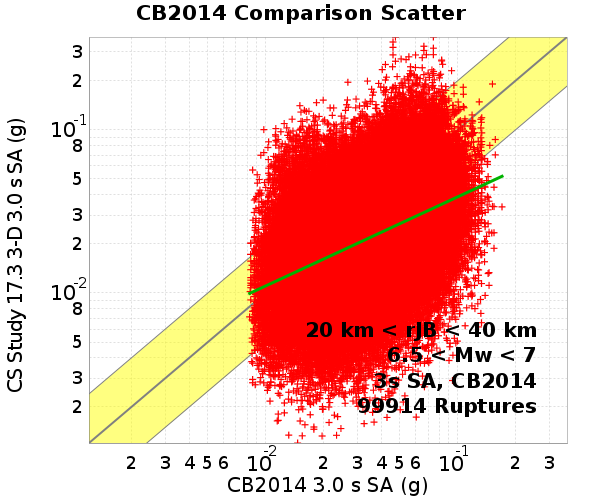 CB2014 Comparison Scatter
CS Study 17.3 3-D 3.0 s SA (g)
3
2
10-1
8
5
3
2
10-2
8
5
3
2
20 km < rJB < 40 km
6.5 < Mw < 7
3s SA, CB2014
99914 Ruptures
2 3 4 5 6 10-2 2 3 4 5 6 10-1 2 3
CB2014 3.0 s SA (g)